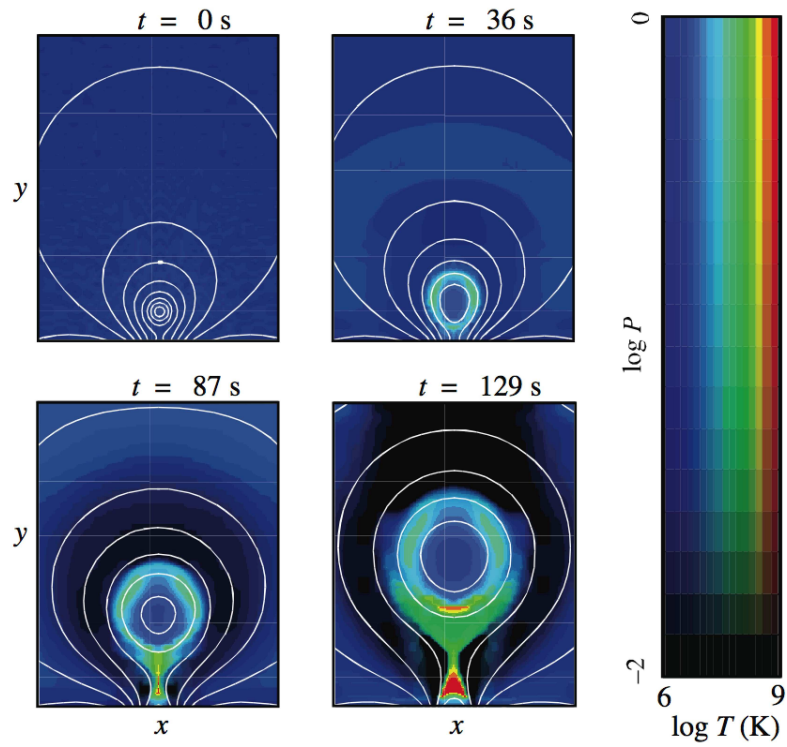 t = 0 s
t = 36 s
y
t = 87 s
t = 129 s
y
x
x
0
log P
−2
6
9
log T (K)